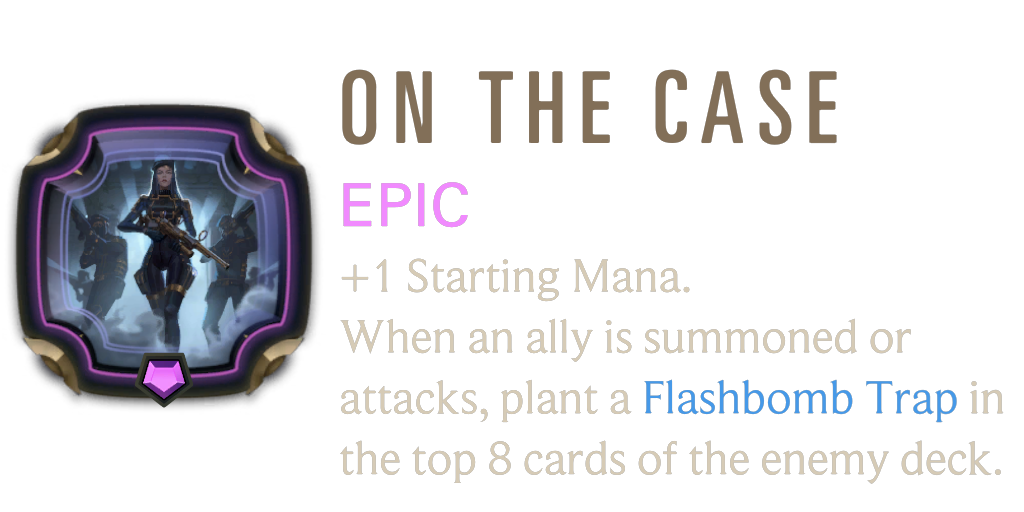 ON THE CASE
EPIC
+1 Starting Mana.
When an ally is summoned or
attacks, plant a Flashbomb Trap in
the top 8 cards of the enemy deck.